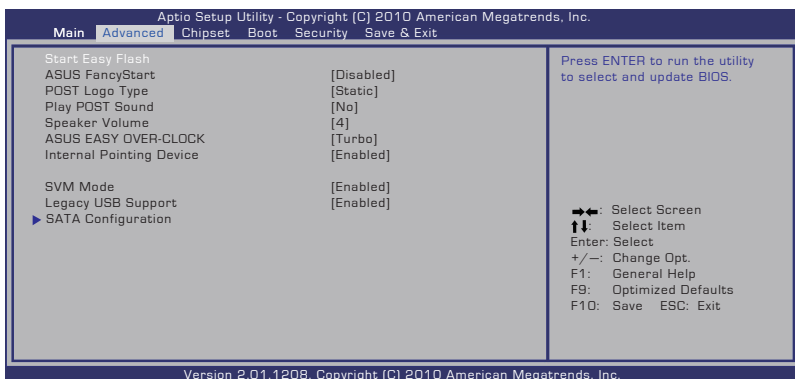 Aptio Setup Utility - Copyright (C) 2010 American Megatrends, Inc.
Main Advanced Chipset Boot Security Save & Exit
Start Easy Flash
ASUS FancyStart [Disabled]
POST Logo Type [Static]
Play POST Sound [No]
Speaker Volume [4]
ASUS EASY OVER-CLOCK [Turbo]
Internal Pointing Device [Enabled]
SVM Mode [Enabled]
Legacy USB Support [Enabled]
SATA Configuration
Press ENTER to run the utility
to select and update BIOS.
→←: Select Screen
↑↓: Select Item
Enter: Select
+/—: Change Opt.
F1: General Help
F9: Optimized Defaults
F10: Save ESC: Exit
Version 2.01.1208. Copyright (C) 2010 American Megatrends, Inc.